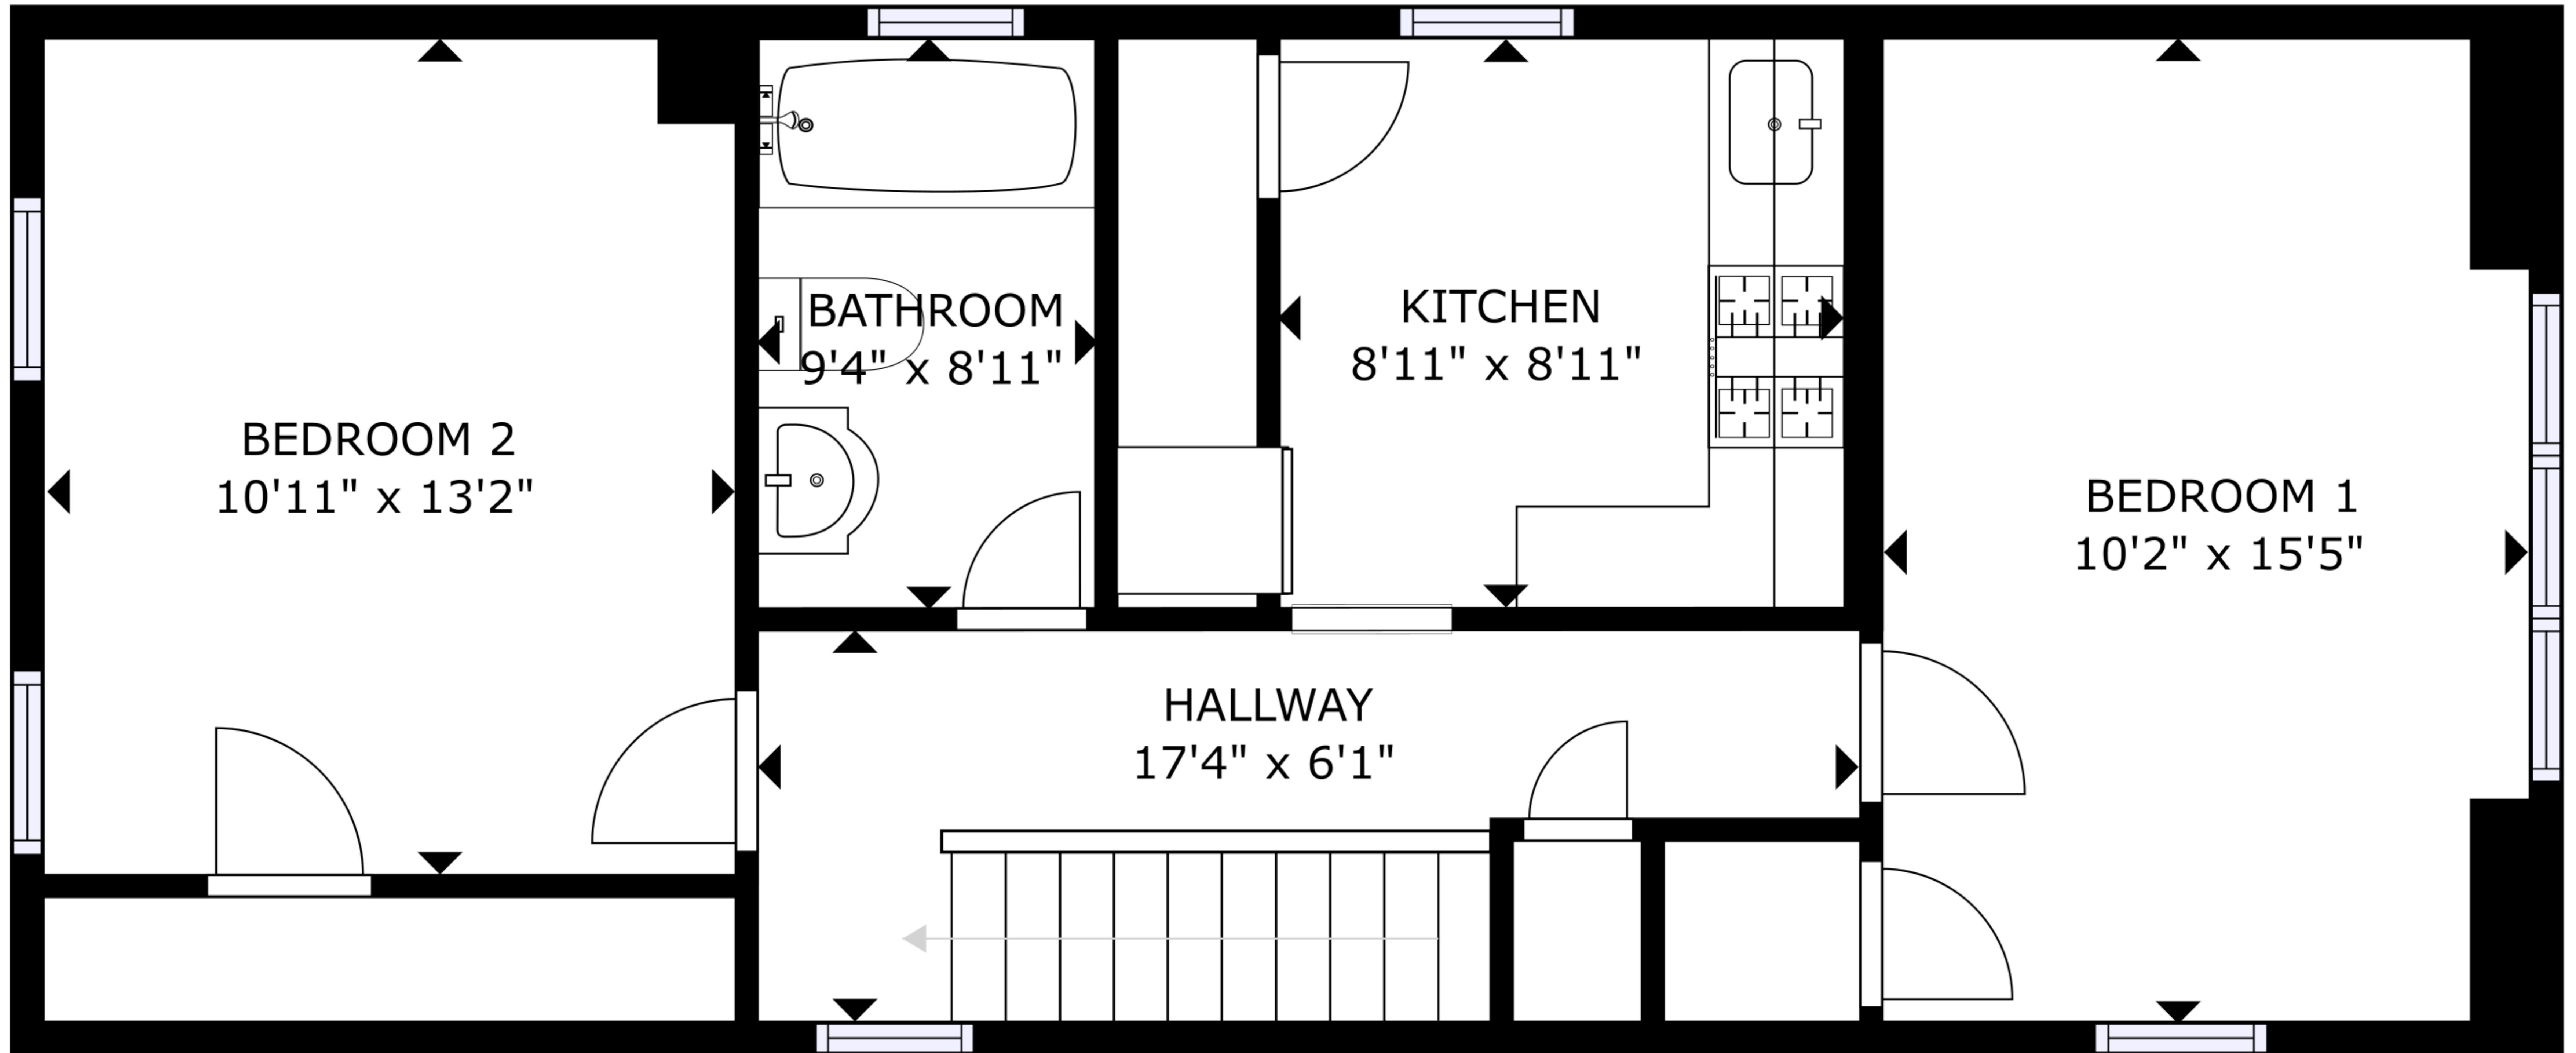 BEDROOM 2
10'11" x 13'2"
BATHROOM
9'4" x 8'11"
KITCHEN
8'11" x 8'11"
BEDROOM 1
10'2" x 15'5"
HALLWAY
17'4" x 6'1"